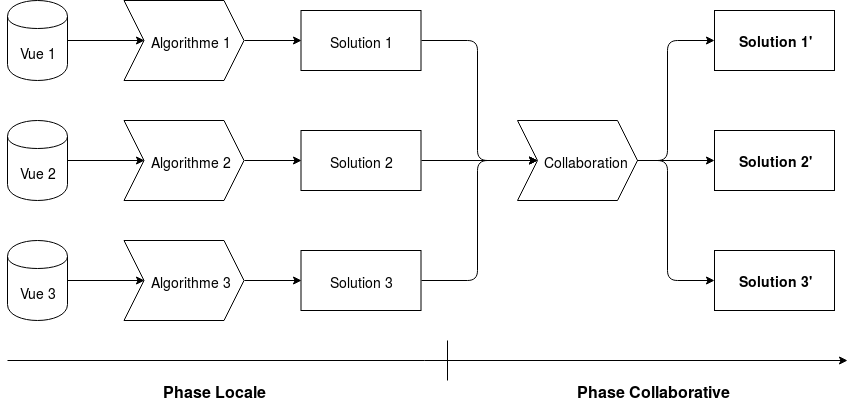 Vue 1
Algorithme 1
Solution 1
Solution 1'
Vue 2
Algorithme 2
Solution 2
Collaboration
Solution 2'
Vue 3
Algorithme 3
Solution 3
Solution 3'
Phase Locale
Phase Collaborative